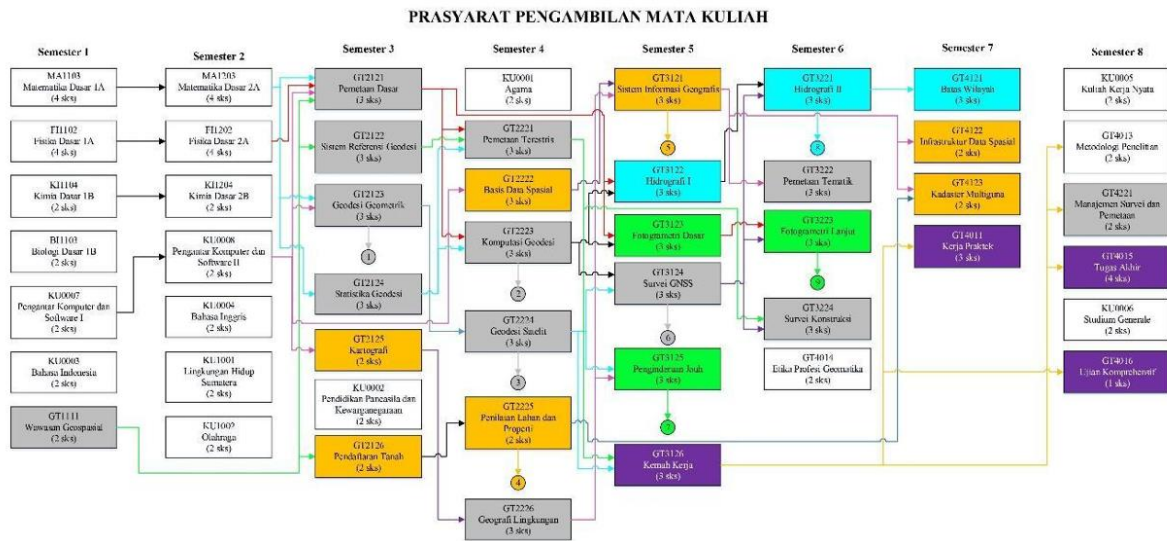 PRASYARAT PENGAMBILAN MATA KULIAH
Semester 1
MA1103
Matematika Dasar 1A
(4 sks)
FI1102
Fisika Dasar 1A
(4 sks)
KI1104
Kimia Dasar 1B
(2 sks)
BI1103
Biologi Dasar 1B
(2 sks)
KU0007
Pengantar Komputer dan
Software I
(2 sks)
KU0003
Bahasa Indonesia
(2 sks)
GT1111
Wawasan Geospasial
(2 sks)
Semester 2
MA1203
Matematika Dasar 2A
(4 sks)
FI1202
Fisika Dasar 2A
(4 sks)
KI1204
Kimia Dasar 2B
(2 sks)
KU0008
Pengantar Komputer dan
Software II
(2 sks)
KU0004
Bahasa Inggris
(2 sks)
KU1001
Lingkungan Hidup
Sumatera
(2 sks)
KU1002
Olahraga
(2 sks)
Semester 3
GT2121
Pemetaan Dasar
(3 sks)
GT2122
Sistem Referensi Geodesi
(3 sks)
GT2123
Geodesi Geometrik
(3 sks)
1
GT2124
Statistika Geodesi
(3 sks)
GT2125
Kartografi
(2 sks)
KU0002
Pendidikan Pancasila dan
Kewarganegaraan
(2 sks)
GT2126
Pendaftaran Tanah
(2 sks)
Semester 4
KU0001
Agama
(2 sks)
GT2221
Pemetaan Terestris
(3 sks)
GT2222
Basis Data Spasial
(3 sks)
GT2223
Komputasi Geodesi
(3 sks)
2
GT2224
Geodesi Satelit
(3 sks)
3
GT2225
Penilaian Lahan dan
Properti
(2 sks)
4
GT2226
Geografi Lingkungan
(3 sks)
Semester 5
GT3121
Sistem Informasi Geografis
(3 sks)
5
GT3122
Hidrografi I
(3 sks)
GT3123
Fotogrametri Dasar
(3 sks)
GT3124
Survei GNSS
(3 sks)
6
GT3125
Penginderaan Jauh
(3 sks)
7
GT3126
Kemah Kerja
(3 sks)
Semester 6
GT3221
Hidrografi II
(3 sks)
8
GT3222
Pemetaan Tematik
(3 sks)
GT3223
Fotogrametri Lanjut
(3 sks)
9
GT3224
Survei Konstruksi
(3 sks)
GT4014
Etika Profesi Geomatika
(2 sks)
Semester 7
GT4121
Batas Wilayah
(3 sks)
GT4122
Infrastruktur Data Spasial
(2 sks)
GT4123
Kadaster Multiguna
(2 sks)
GT4011
Kerja Praktek
(3 sks)
Semester 8
KU0005
Kuliah Kerja Nyata
(2 sks)
GT4013
Metodologi Penelitian
(2 sks)
GT4221
Manajemen Survei dan
Pemetaan
(2 sks)
GT4015
Tugas Akhir
(4 sks)
KU0006
Studium Generale
(2 sks)
GT4016
Ujian Komprehensif
(1 sks)